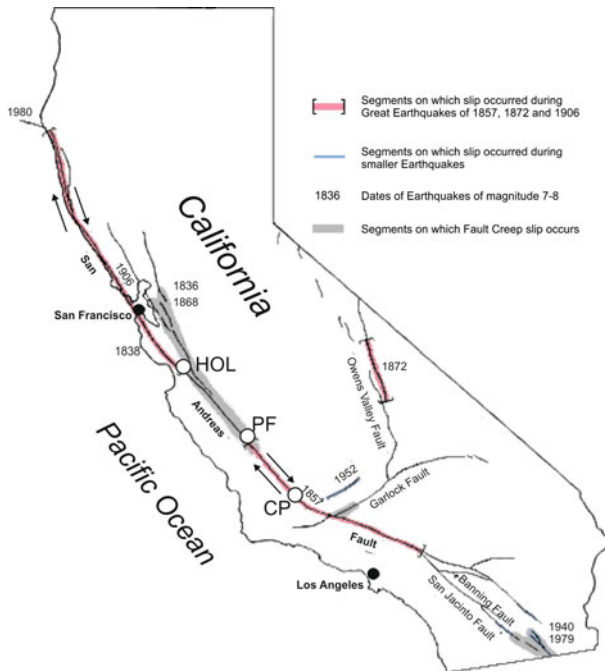 Segments on which slip occurred during
Great Earthquakes of 1857, 1872 and 1906
1980
Segments on which slip occurred during
smaller Earthquakes
1836
Dates of Earthquakes of magnitude 7-8
Segments on which Fault Creep slip occurs
California
San
1906
1836
1868
San Francisco
1838
HOL
1872
Owens Valley Fault
Andreas
PF
Pacific Ocean
1952
1857
Garlock Fault
CP
Fault
Los Angeles
Banning Fault
San Jacinto Fault
1940
1979